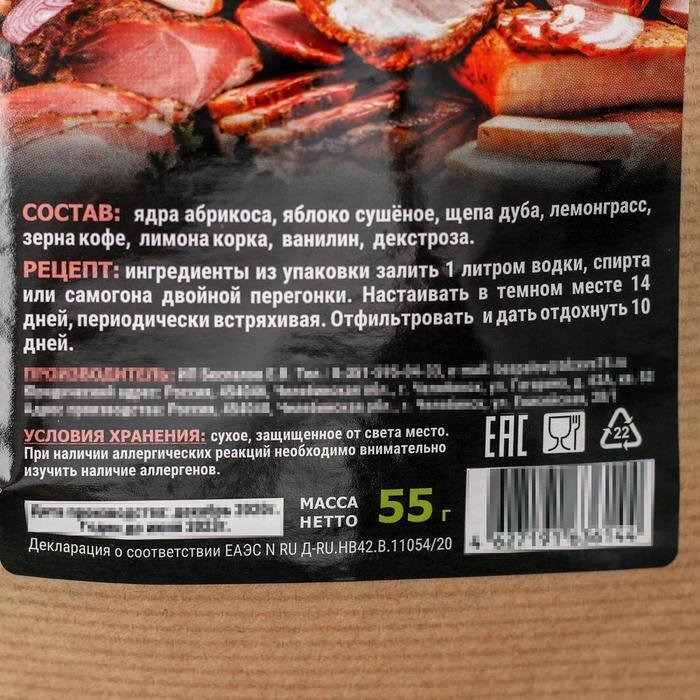 СОСТАВ: ядра абрикоса, яблоко сушёное, щепа дуба, лемонграсс,
зерна кофе, лимона корка, ванилин, декстроза.
РЕЦЕПТ: ингредиенты из упаковки залить 1 литром водки, спирта
или самогона двойной перегонки. Настаивать в темном месте 14
дней, периодически встряхивая. Отфильтровать и дать отдохнуть 10
дней.
УСЛОВИЯ ХРАНЕНИЯ: сухое, защищенное от света место.
При наличии аллергических реакций необходимо внимательно
изучить наличие аллергенов.
EAC
22
МАССА
НЕТТО 55 г
Декларация о соответствии ЕАЭС N RU Д-RU.НВ42.В.11054/20